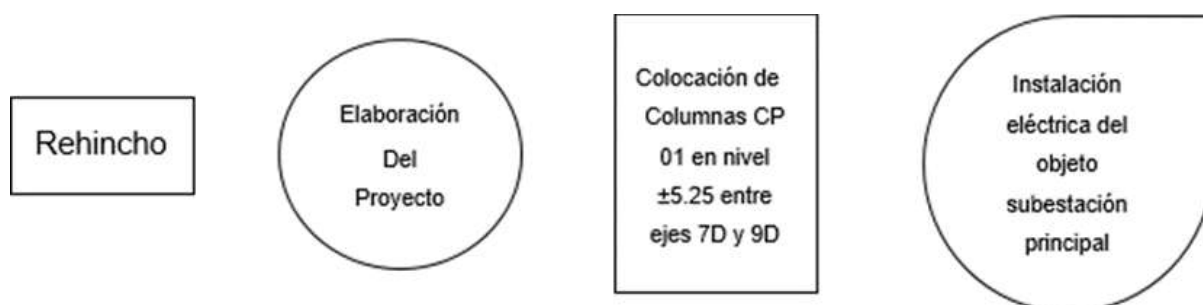 Rehincho
Elaboración
Del
Proyecto
Colocación de
Columnas CP
01 en nivel
±5.25 entre
ejes 7D y 9D
Instalación
eléctrica del
objeto
subestación
principal